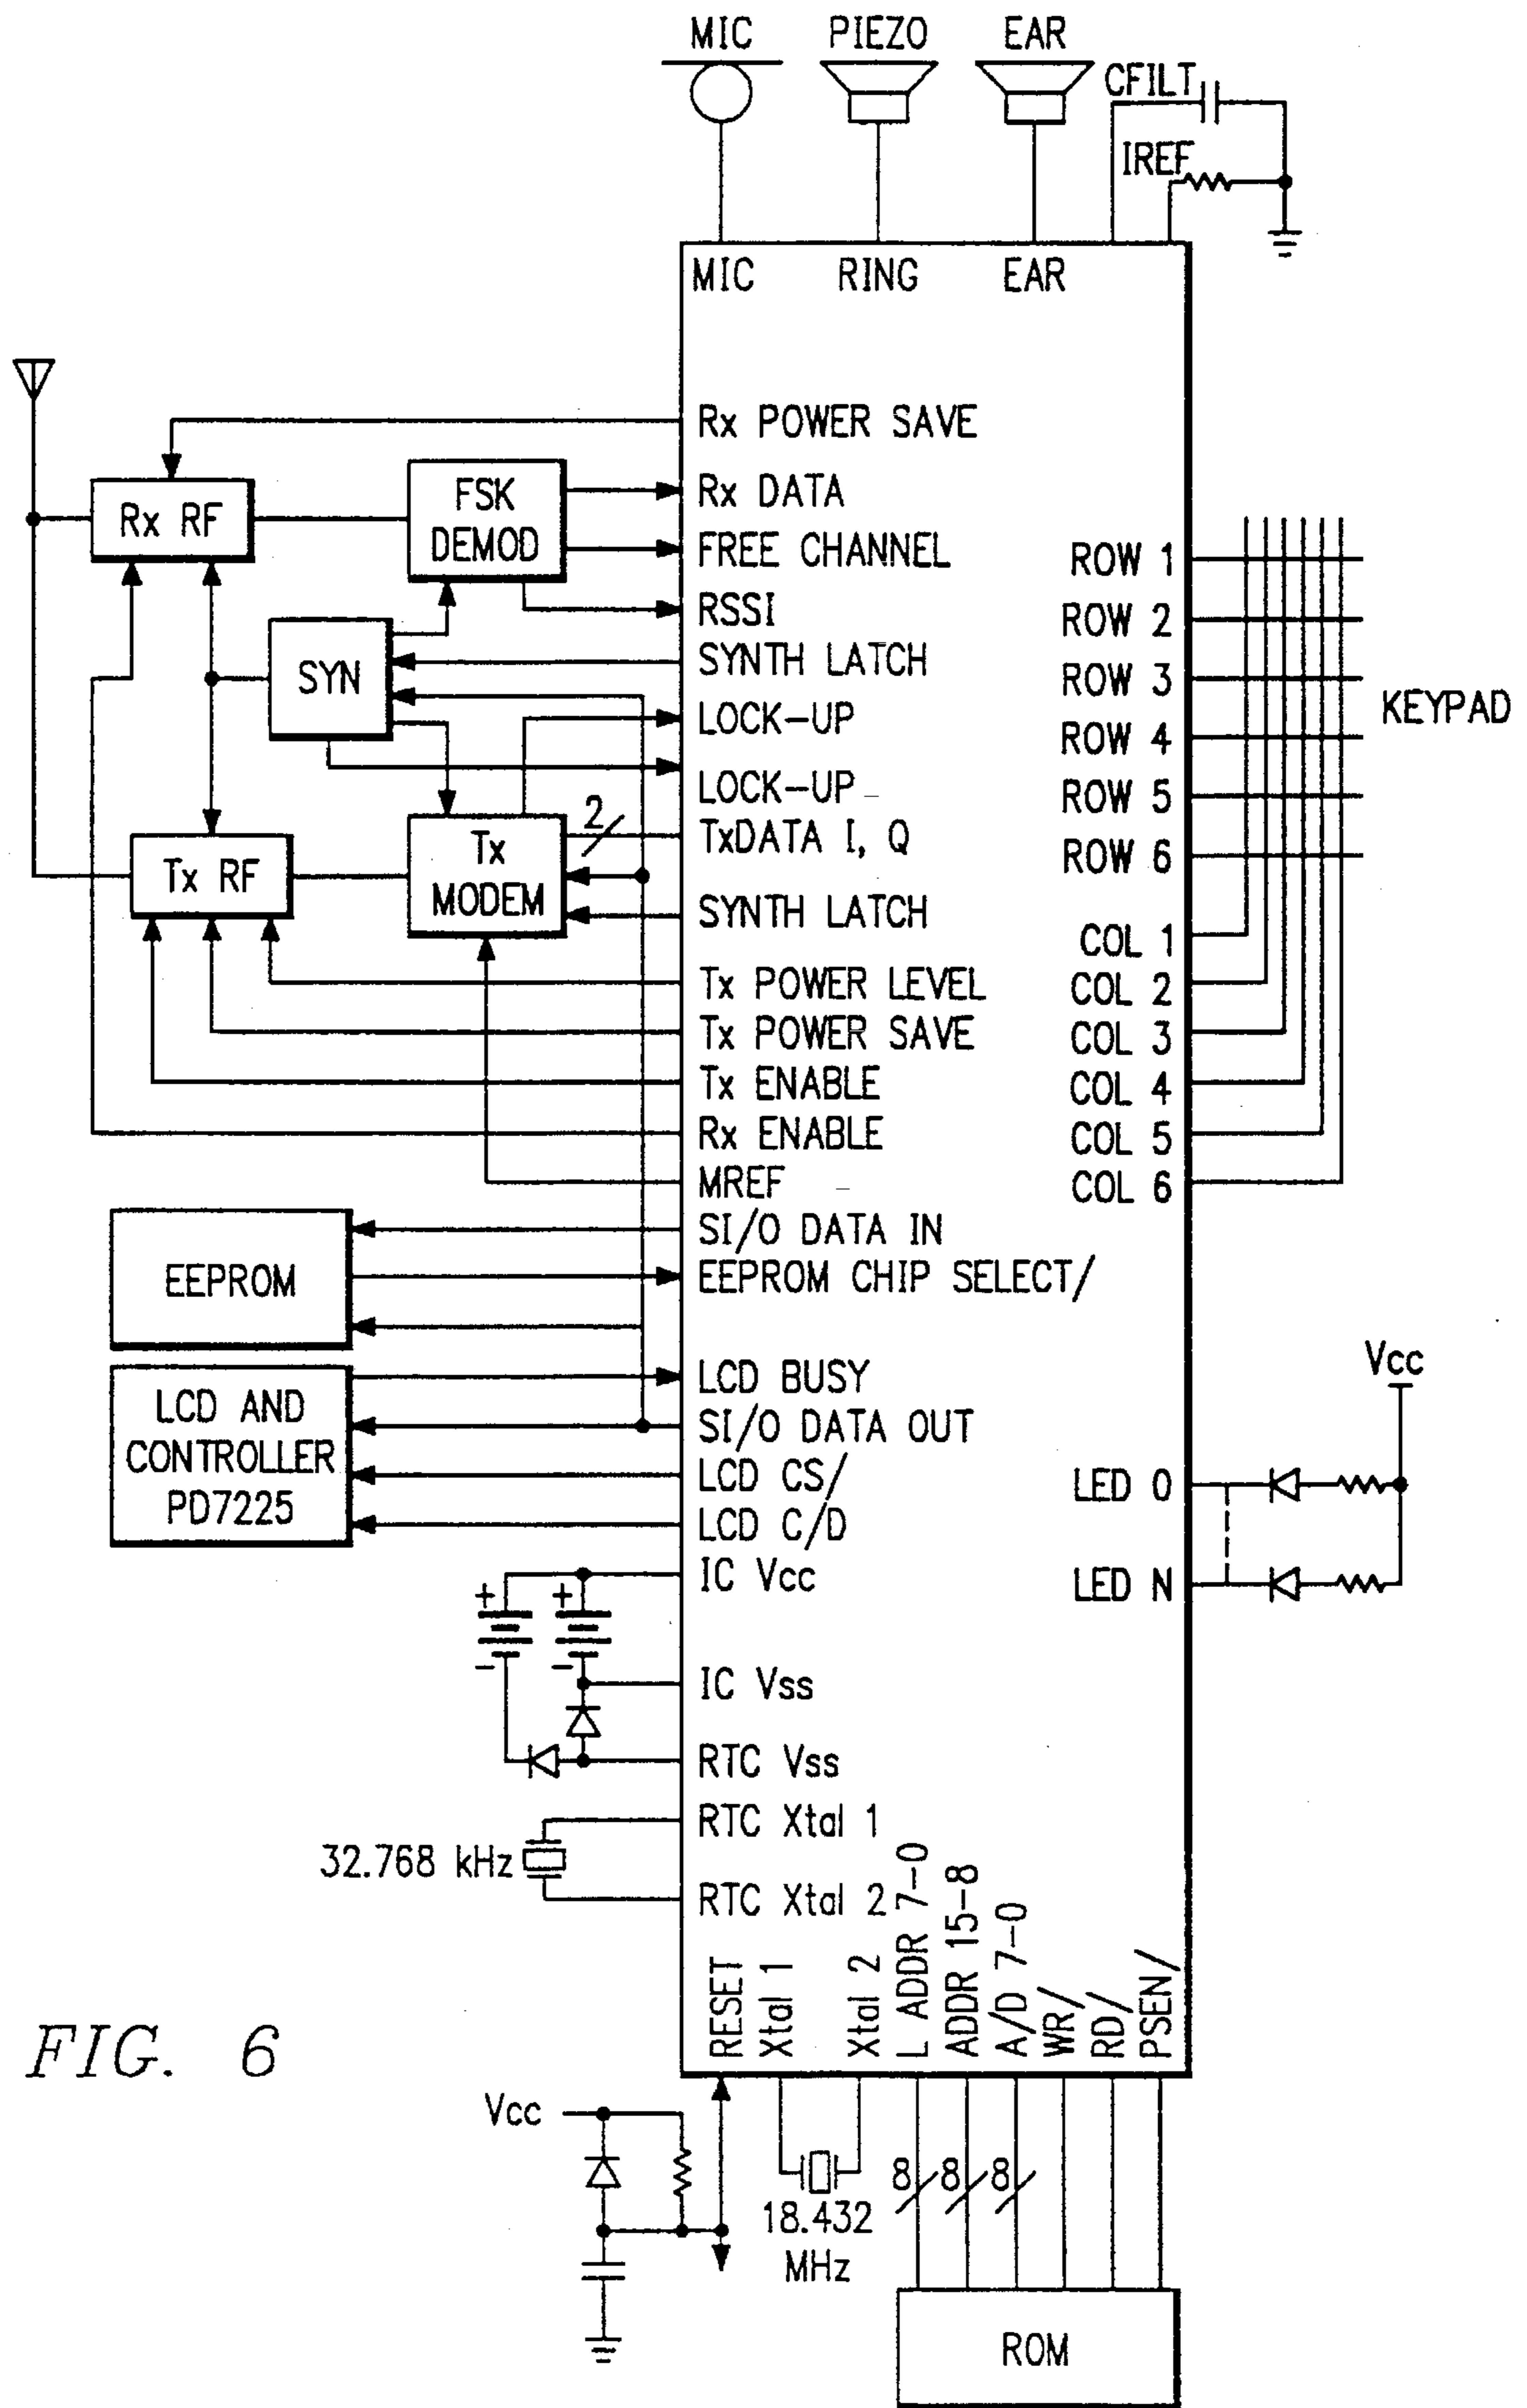 MIC PIEZO EAR
CFILT
IREF
MIC RING EAR
Rx POWER SAVE
Rx RF
FSK
DEMOD
Rx DATA
FREE CHANNEL
RSSI
SYN
SYNTH LATCH
LOCK-UP
LOCK-UP
2
TxDATA I, Q
Tx RF
Tx
MODEM
SYNTH LATCH
Tx POWER LEVEL
Tx POWER SAVE
Tx ENABLE
Rx ENABLE
MREF
ROW 1
ROW 2
ROW 3
ROW 4
ROW 5
ROW 6
KEYPAD
COL 1
COL 2
COL 3
COL 4
COL 5
COL 6
EEPROM
SI/O DATA IN
EEPROM CHIP SELECT/
LCD AND
CONTROLLER
PD7225
LCD BUSY
SI/O DATA OUT
LCD CS/
LCD C/D
Vcc
LED 0
LED N
IC Vcc
+ +
- -
IC Vss
RTC Vss
RTC Xtal 1
32.768 kHz
RTC Xtal 2
RESET
Xtal 1
Xtal 2
L ADDR 7-0
ADDR 15-8
A/D 7-0
WR/
RD/
PSEN/
FIG. 6
Vcc
18.432
MHz
8 8 8
ROM